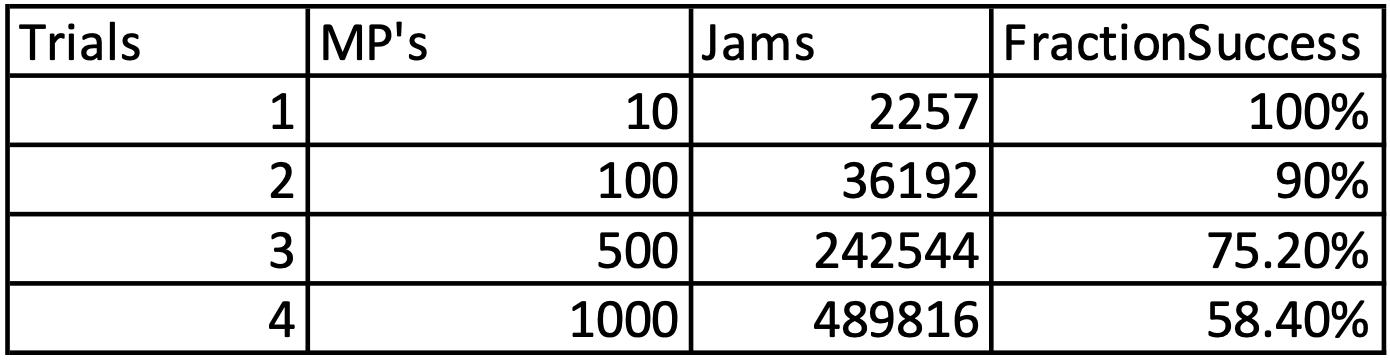 Trials MP's Jams FractionSuccess
1 10 2257 100%
2 100 36192 90%
3 500 242544 75.20%
4 1000 489816 58.40%